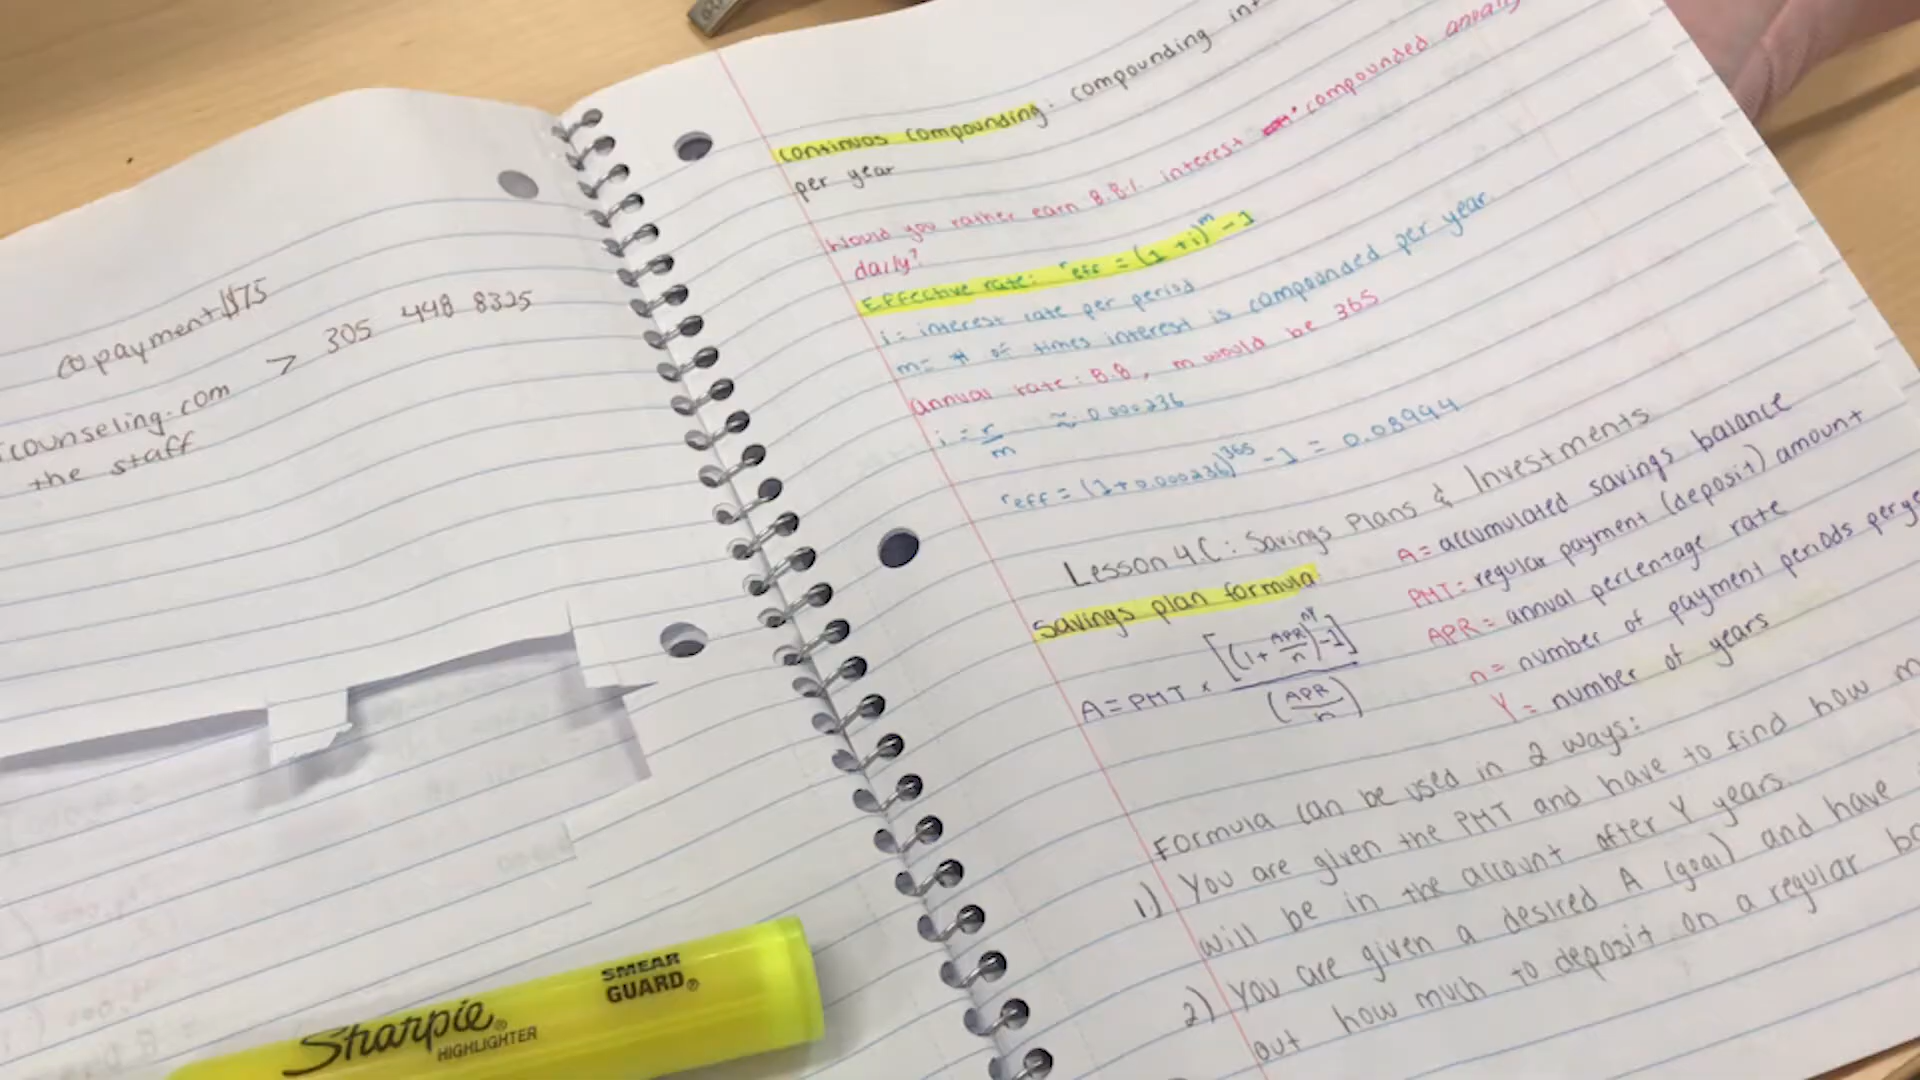 copayment $75
> 305 448 8325
counseling.com
the staff
continuos compounding: compounding
per year
Would you rather earn 8.8% interest compounded anually
daily?
Effective rate: reff = (1 + i)^m - 1
i = interest rate per period
m = # of times interest is compounded per year
annual rate: 8.8, m would be 365
i = r/m ≈ 0.000236
reff = (1+0.000236)^365 - 1 = 0.08944
Lesson 4.C: Savings Plans & Investments
Savings plan formula
A = PMT × [(1 + APR/n)^nY - 1] / (APR/n)
A = accumulated savings balance
PMT = regular payment (deposit) amount
APR = annual percentage rate
n = number of payment periods per
Y = number of years
Formula can be used in 2 ways:
1) You are given the PMT and have to find how
will be in the account after Y years.
2) You are given a desired A (goal) and have
out how much to deposit on a regular
Sharpie®
HIGHLIGHTER
SMEAR
GUARD®